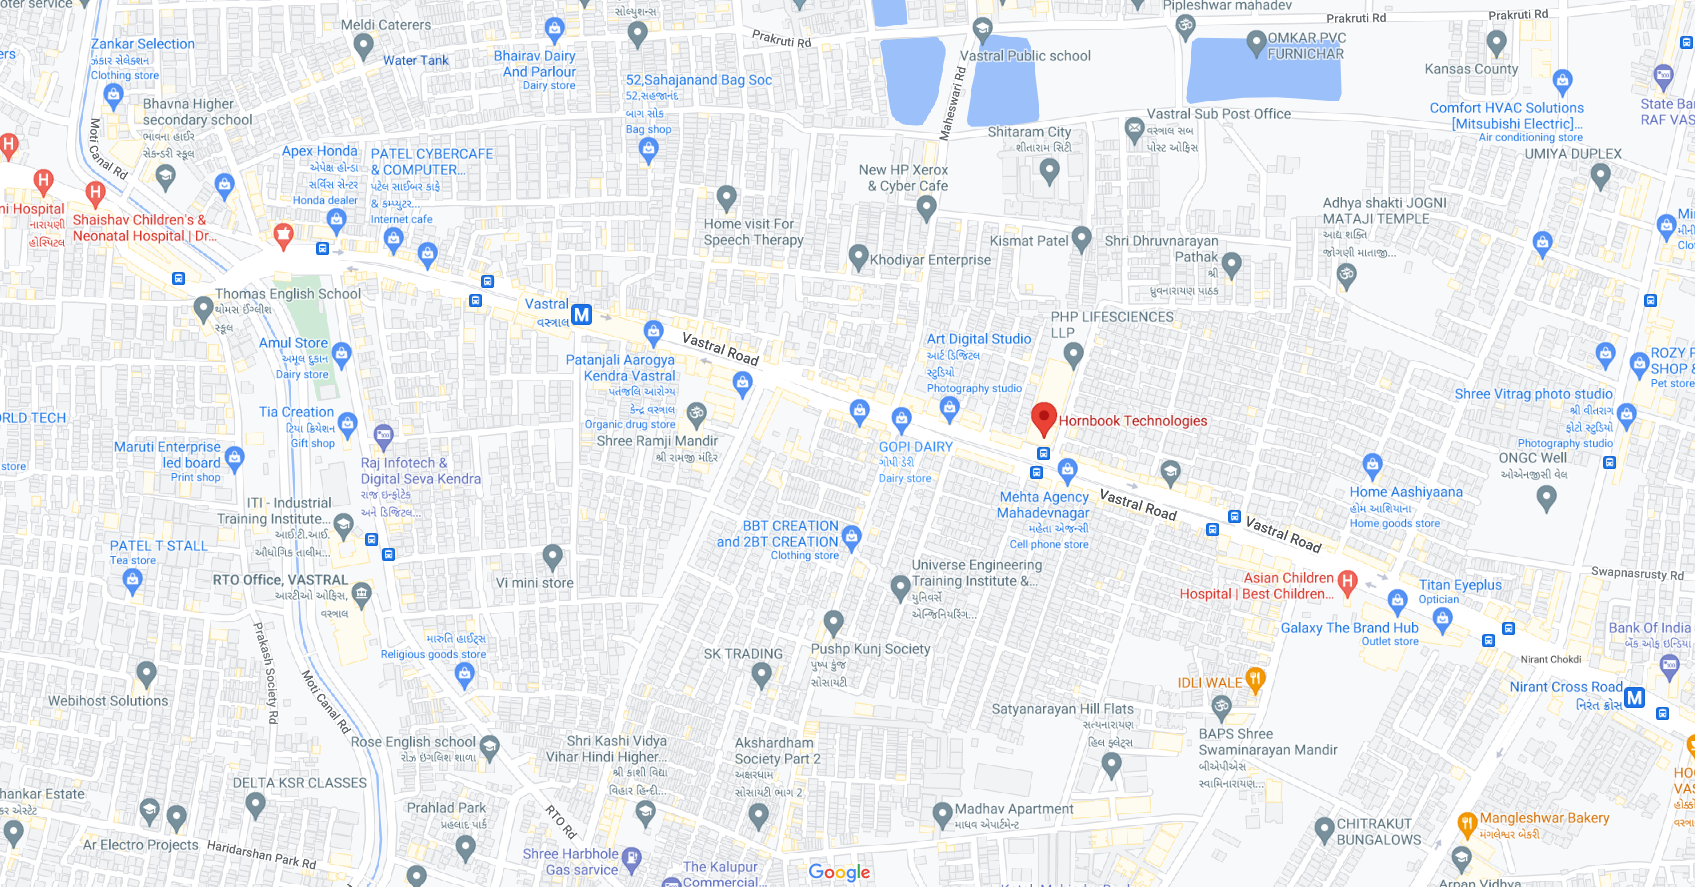 oter service
Meldi Caterers
સોલ્યુશન્સ
Pipleshwar mahadev
Prakruti Rd
Prakruti Rd
Prakruti Rd
Zankar Selection
ઝંકાર સેલેક્શન
Clothing store
ers
Water Tank
Bhairav Dairy
And Parlour
Dairy store
Vastral Public school
OMKAR PVC
FURNICHAR
Kansas County
52,Sahajanand Bag Soc
52,સહજાનંદ
બાગ સોક
Bag shop
Bhavna Higher
secondary school
ભાવના હાઈર
સેકન્ડરી સ્કૂલ
Moti Canal Rd
Maheswari Rd
Vastral Sub Post Office
વસ્ત્રાલ સબ
પોસ્ટ ઓફિસ
Comfort HVAC Solutions
[Mitsubishi Electric]...
Air conditioning store
State Ba
RAF VAS
Shitaram City
શીતારામ સિટી
UMIYA DUPLEX
Apex Honda
એપેક્ષ હોન્ડા
સર્વિસ સેન્ટર
Honda dealer
PATEL CYBERCAFE
& COMPUTER...
પટેલ સાઈબર કાફે
& કમ્પ્યુટર...
Internet cafe
New HP Xerox
& Cyber Cafe
ni Hospital
નારાયણી
હોસ્પિટલ
Shaishav Children's &
Neonatal Hospital | Dr...
Home visit For
Speech Therapy
Adhya shakti JOGNI
MATAJI TEMPLE
આદ્ય શક્તિ
જોગણી માતાજી...
Kismat Patel
Shri Dhruvnarayan
Pathak
શ્રી
ધ્રુવનારાયણ પાઠક
Khodiyar Enterprise
Thomas English School
થોમસ ઈંગ્લીશ
સ્કૂલ
Vastral
વસ્ત્રાલ
PHP LIFESCIENCES
LLP
Vastral Road
Art Digital Studio
આર્ટ ડિજિટલ
સ્ટુડિયો
Photography studio
Amul Store
અમૂલ દુકાન
Dairy store
Patanjali Aarogya
Kendra Vastral
પતંજલિ આરોગ્ય
કેન્દ્ર વસ્ત્રાલ
Organic drug store
ROZY P
SHOP &
Pet store
Shree Vitrag photo studio
શ્રી વીતરાગ
ફોટો સ્ટુડિયો
Photography studio
ORLD TECH
Tia Creation
ટિયા ક્રિયેશન
Gift shop
Hornbook Technologies
Shree Ramji Mandir
શ્રી રામજી મંદિર
GOPI DAIRY
ગોપી ડેરી
Dairy store
Maruti Enterprise
led board
Print shop
store
Raj Infotech &
Digital Seva Kendra
રાજ ઇન્ફોટેક
અને ડિજિટલ...
ONGC Well
ઓએનજીસી વેલ
Mehta Agency
Mahadevnagar
મહેતા એજન્સી
Cell phone store
Vastral Road
Home Aashiyaana
હોમ આશિયાના
Home goods store
ITI - Industrial
Training Institute...
આઈ.ટી.આઈ.
ઔધોગિક તાલીમ...
BBT CREATION
and 2BT CREATION
Clothing store
Vastral Road
PATEL T STALL
Tea store
RTO Office, VASTRAL
આરટીઓ ઓફિસ,
વસ્ત્રાલ
Vi mini store
Universe Engineering
Training Institute &...
યુનિવર્સે
એન્જિનિયરિંગ...
Asian Children
Hospital | Best Children...
Swapnasrusty Rd
Titan Eyeplus
Optician
Galaxy The Brand Hub
Outlet store
Bank Of India
બેંક ઓફ ઇન્ડિયા
Prakash Society Rd
મારુતિ હાઈટ્સ
Religious goods store
SK TRADING
Pushp Kunj Society
પુષ્પ કુંજ
સોસાયટી
Nirant Chokdi
Nirant Cross Road
નિરંત ક્રોસ
IDLI WALE
Webihost Solutions
Moti Canal Rd
Satyanarayan Hill Flats
સત્યનારાયણ
હિલ ફ્લેટ્સ
BAPS Shree
Swaminarayan Mandir
બીએપીએસ
સ્વામિનારાયણ...
Rose English school
રોઝ ઇંગલિશ શાળા
Shri Kashi Vidya
Vihar Hindi Higher...
શ્રી કાશી વિદ્યા
વિહાર હિન્દી...
Akshardham
Society Part 2
અક્ષરધામ
સોસાયટી ભાગ 2
DELTA KSR CLASSES
hankar Estate
Prahlad Park
પ્રહલાદ પાર્ક
RTO Rd
Madhav Apartment
માધવ એપાર્ટમેન્ટ
Mangleshwar Bakery
મંગલેશ્વર બેકરી
CHITRAKUT
BUNGALOWS
HOC
VAS
Ar Electro Projects
Haridarshan Park Rd
Shree Harbhole
Gas sarvice
The Kalupur
Commercial...
Google
Arpan Vidhya